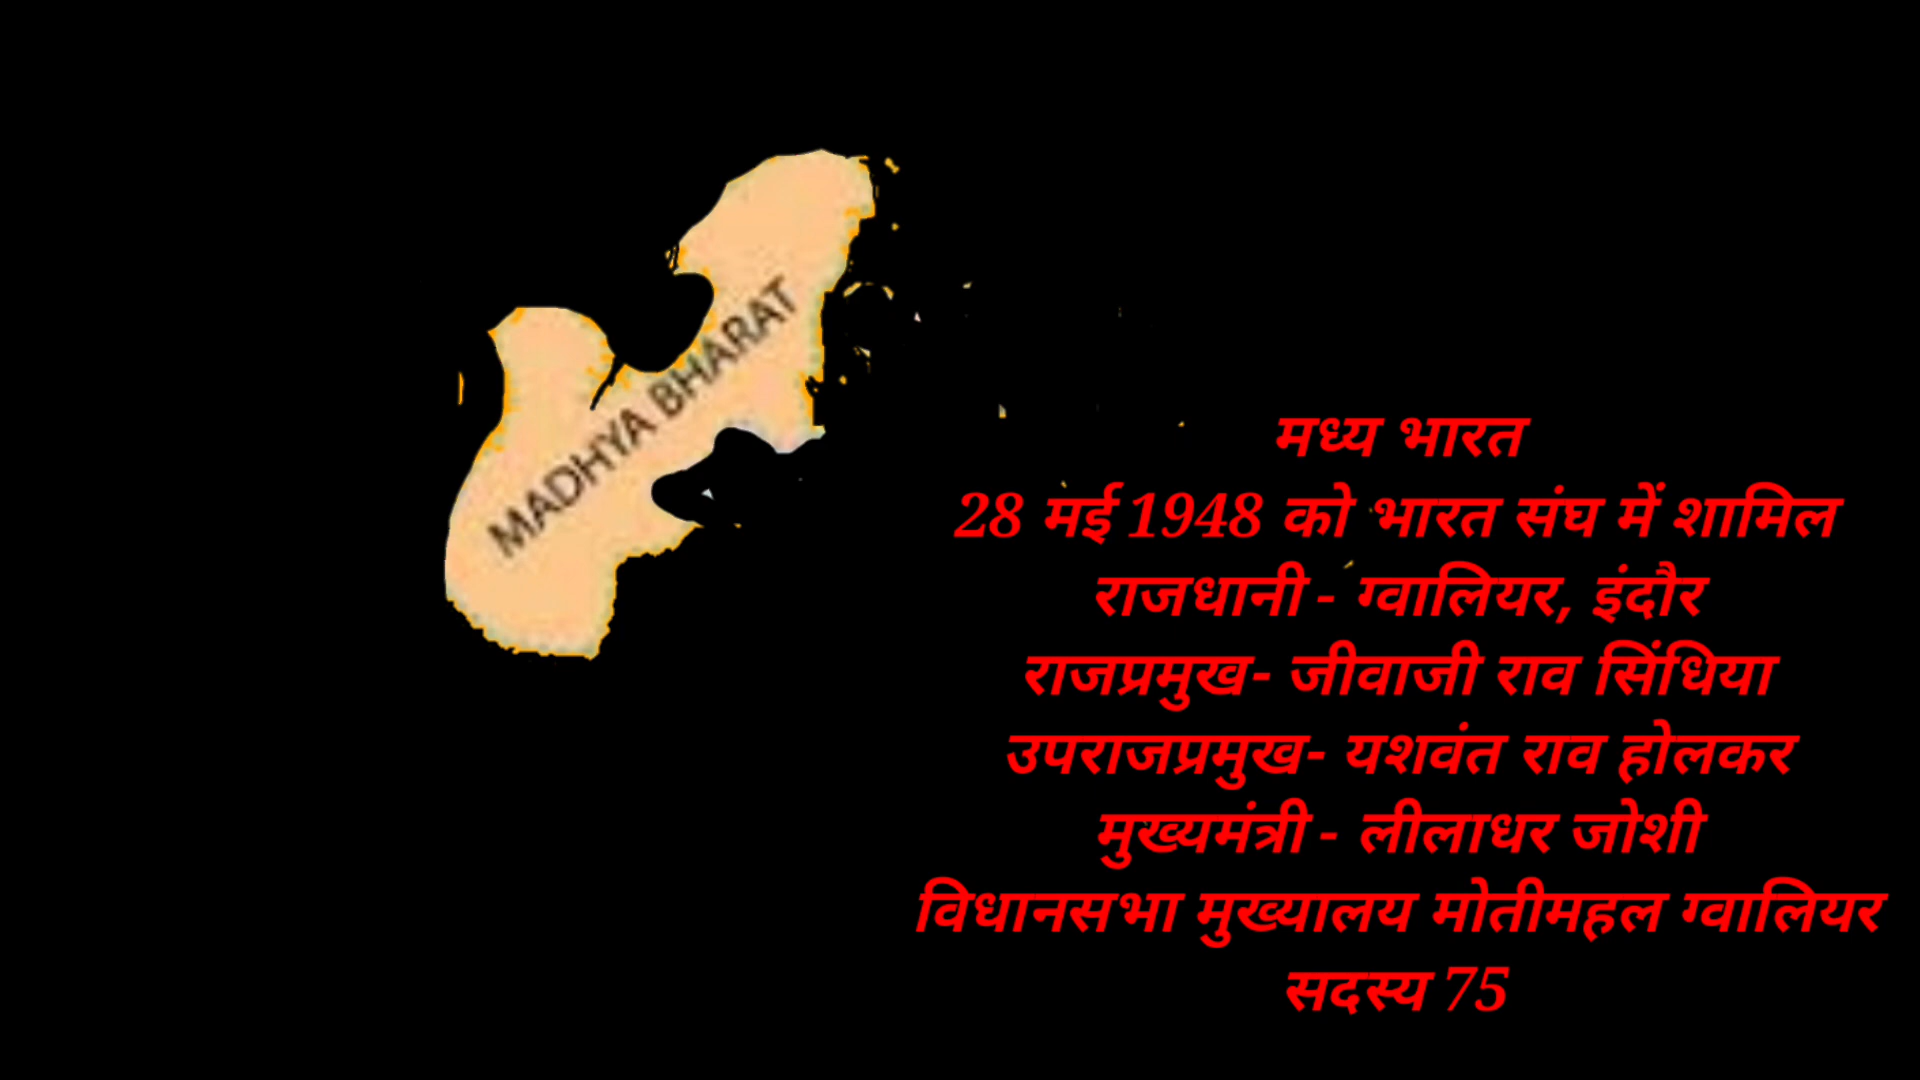 MADHYA BHARAT
मध्य भारत
28 मई 1948 को भारत संघ में शामिल
राजधानी - ग्वालियर, इंदौर
राजप्रमुख- जीवाजी राव सिंधिया
उपराजप्रमुख- यशवंत राव होलकर
मुख्यमंत्री - लीलाधर जोशी
विधानसभा मुख्यालय मोतीमहल ग्वालियर
सदस्य 75